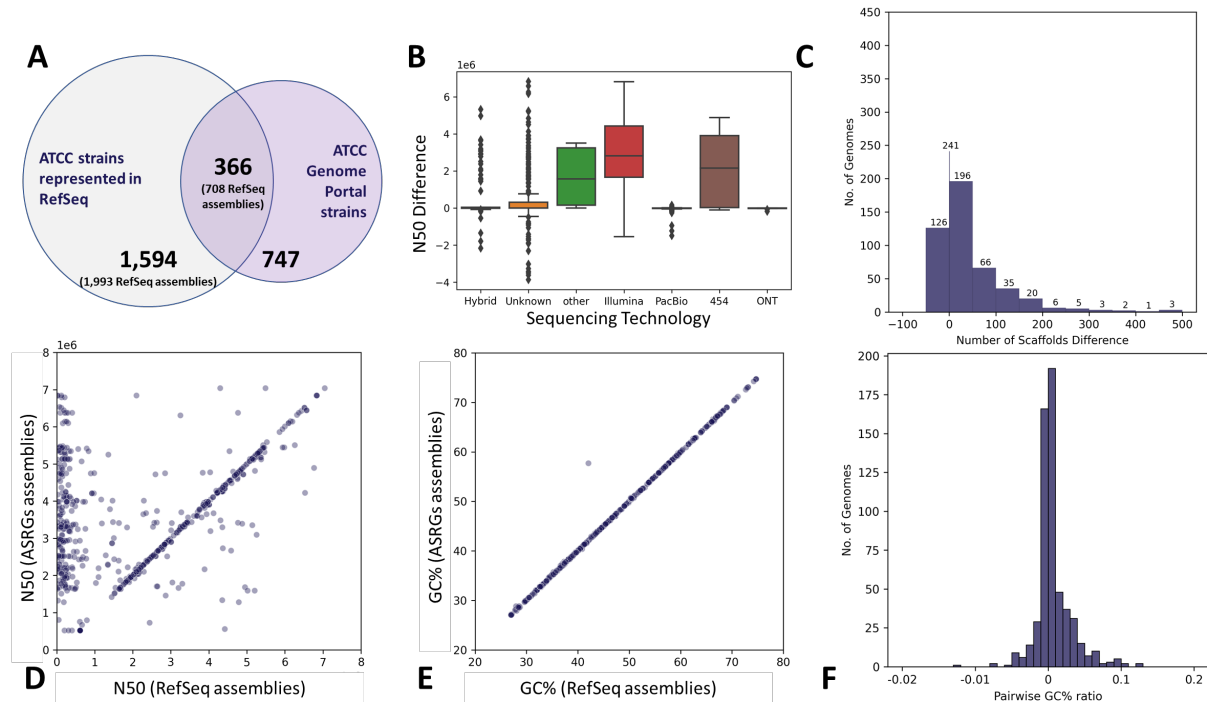 A
ATCC strains
represented in
RefSeq
366
(708 RefSeq
assemblies)
ATCC
Genome
Portal
strains
1,594
(1,993 RefSeq assemblies)
747
B
1e6
N50 Difference
6
4
2
0
−2
−4
Hybrid Unknown other Illumina PacBio 454 ONT
Sequencing Technology
C
No. of Genomes
450
400
350
300
250
200
150
100
50
0
126
241
196
66
35
20
6
5
3
2
1
3
−100 0 100 200 300 400 500
Number of Scaffolds Difference
1e6
N50 (ASRGs assemblies)
8
7
6
5
4
3
2
1
0
0 1 2 3 4 5 6 7 8
D
N50 (RefSeq assemblies)
GC% (ASRGs assemblies)
80
70
60
50
40
30
20
20 30 40 50 60 70 80
E
GC% (RefSeq assemblies)
No. of Genomes
200
175
150
125
100
75
50
25
0
-0.02 -0.01 0 0.1 0.2
F
Pairwise GC% ratio